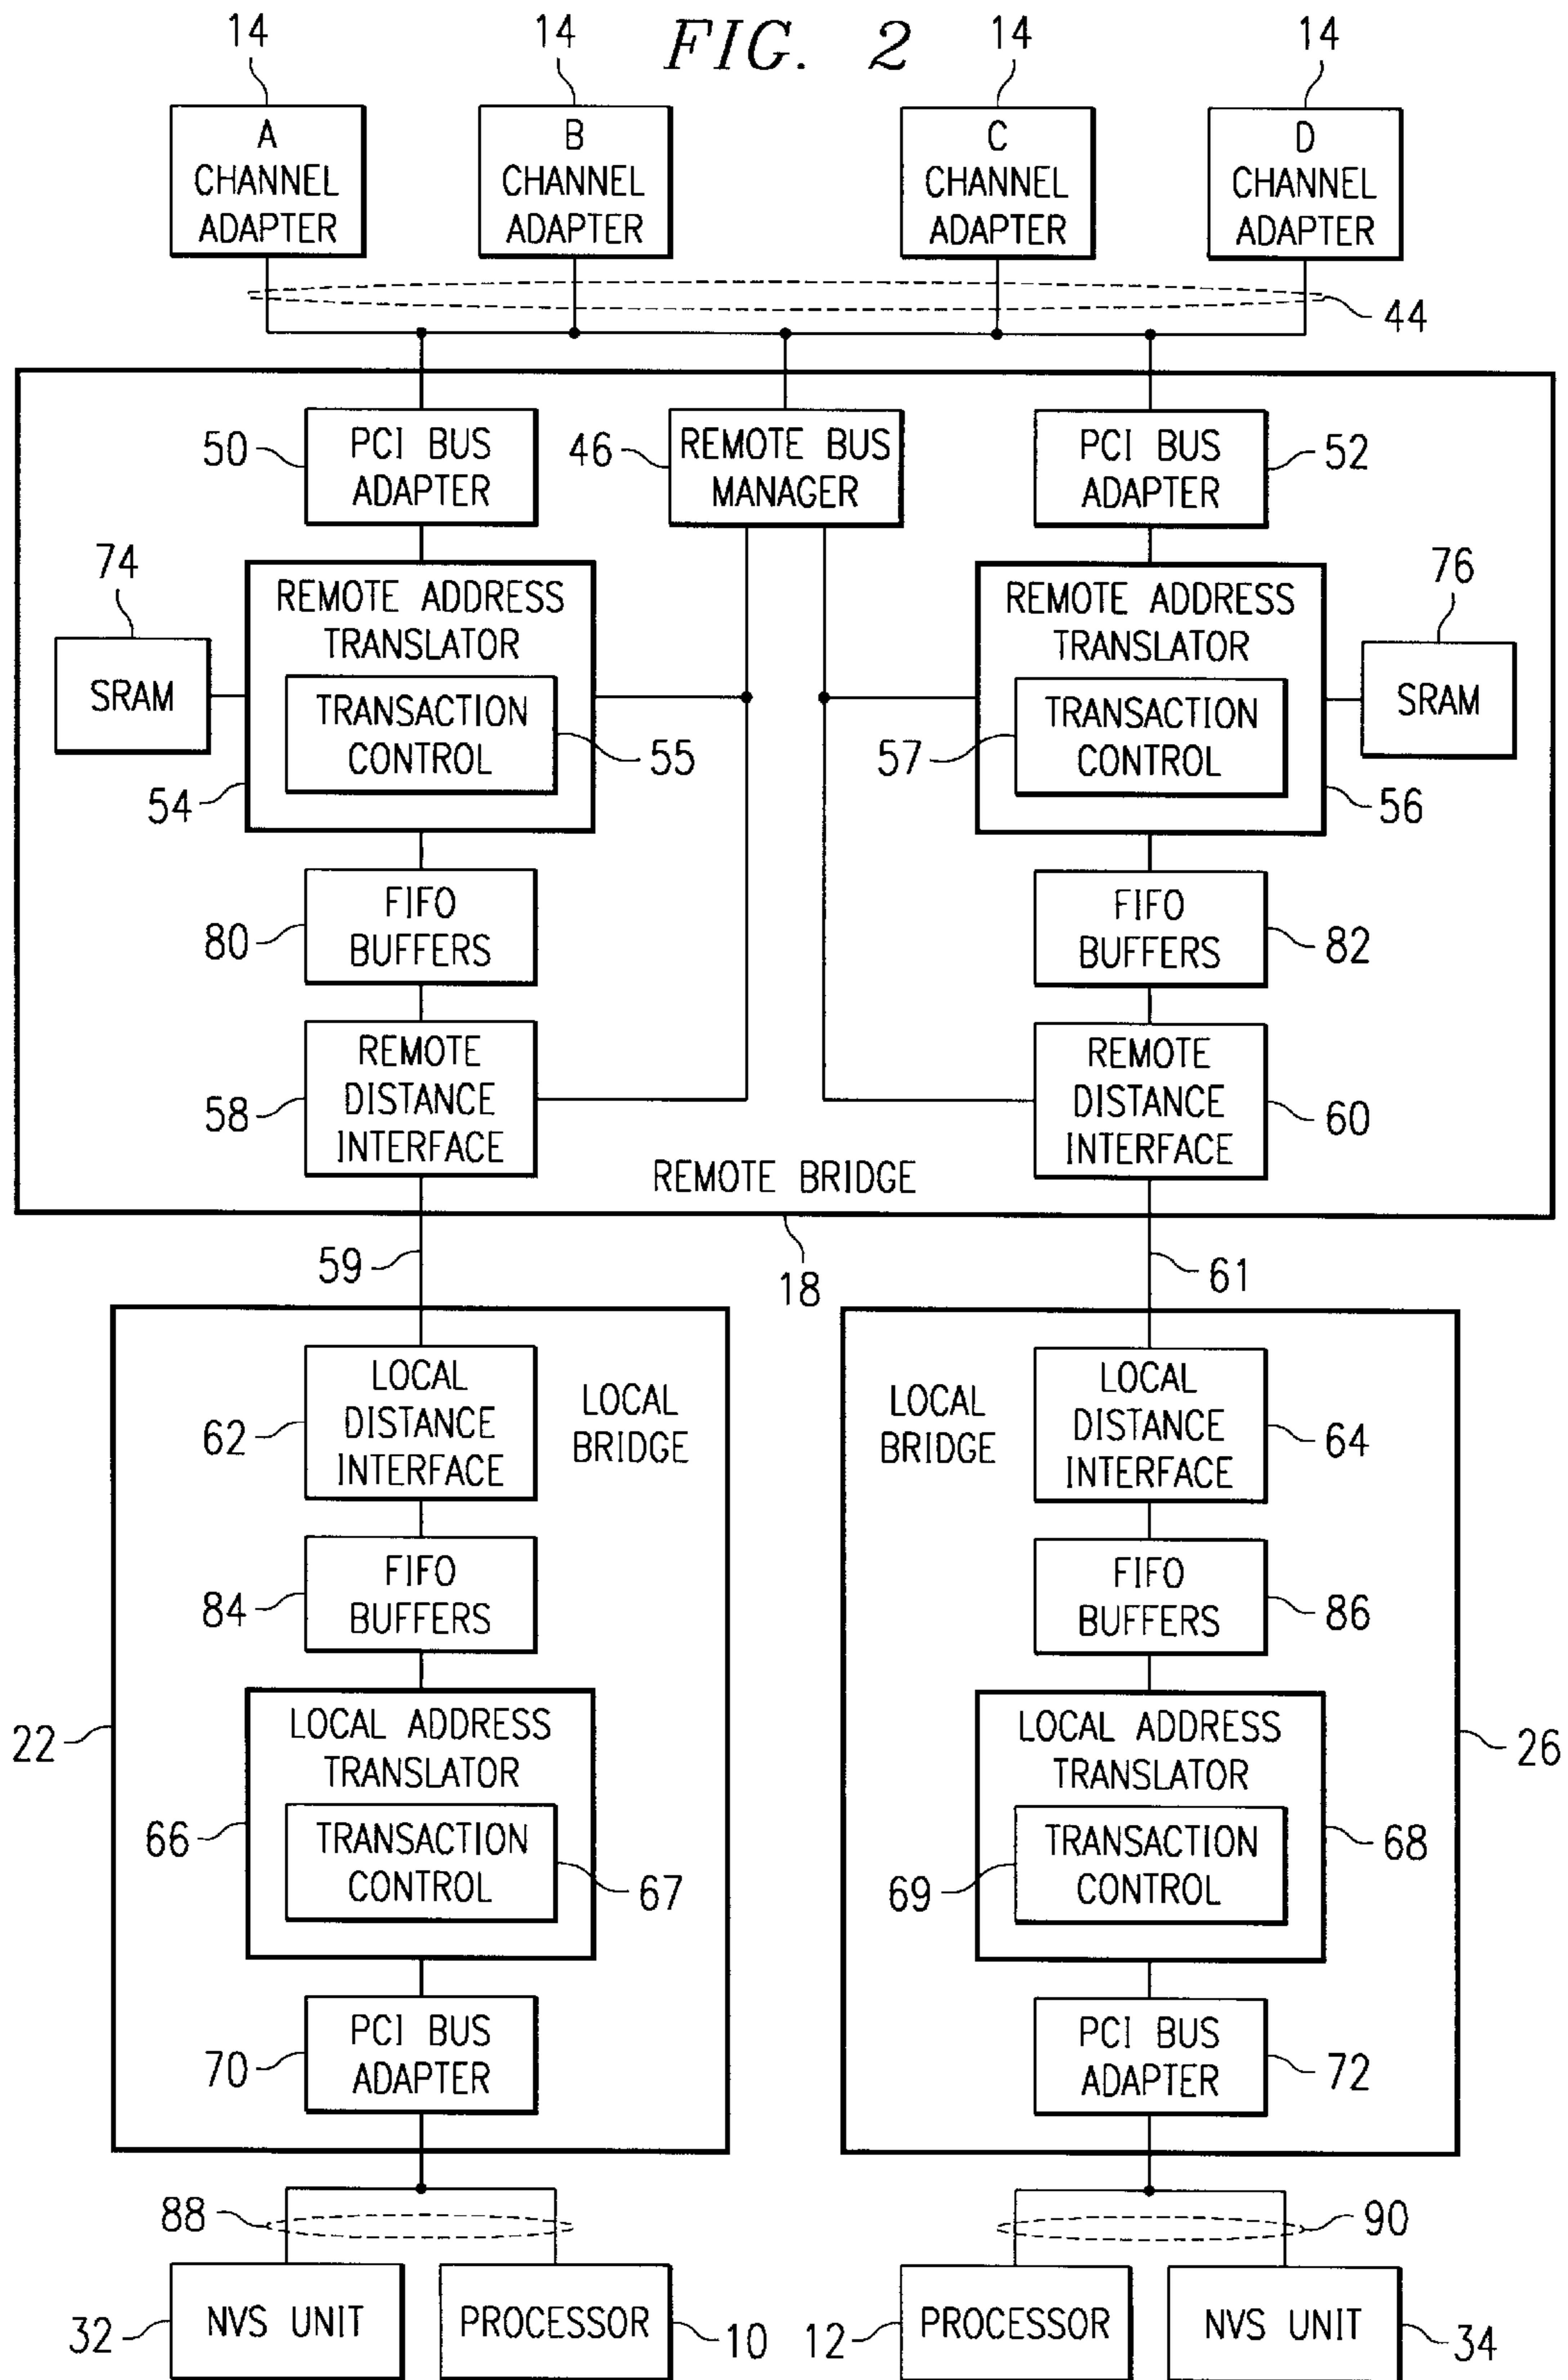 FIG. 2
14 14 14 14
A CHANNEL ADAPTER
B CHANNEL ADAPTER
C CHANNEL ADAPTER
D CHANNEL ADAPTER
44
50
PCI BUS
ADAPTER
46
REMOTE BUS
MANAGER
PCI BUS
ADAPTER
52
74
SRAM
REMOTE ADDRESS
TRANSLATOR
TRANSACTION
CONTROL
55
54
REMOTE ADDRESS
TRANSLATOR
TRANSACTION
CONTROL
57
56
76
SRAM
80
FIFO
BUFFERS
FIFO
BUFFERS
82
58
REMOTE
DISTANCE
INTERFACE
REMOTE
DISTANCE
INTERFACE
60
REMOTE BRIDGE
18
59
61
62
LOCAL
DISTANCE
INTERFACE
LOCAL
BRIDGE
LOCAL
BRIDGE
LOCAL
DISTANCE
INTERFACE
64
84
FIFO
BUFFERS
FIFO
BUFFERS
86
22
LOCAL ADDRESS
TRANSLATOR
66
TRANSACTION
CONTROL
67
LOCAL ADDRESS
TRANSLATOR
26
68
69
TRANSACTION
CONTROL
70
PCI BUS
ADAPTER
PCI BUS
ADAPTER
72
88
90
32
NVS UNIT
PROCESSOR
10
12
PROCESSOR
NVS UNIT
34